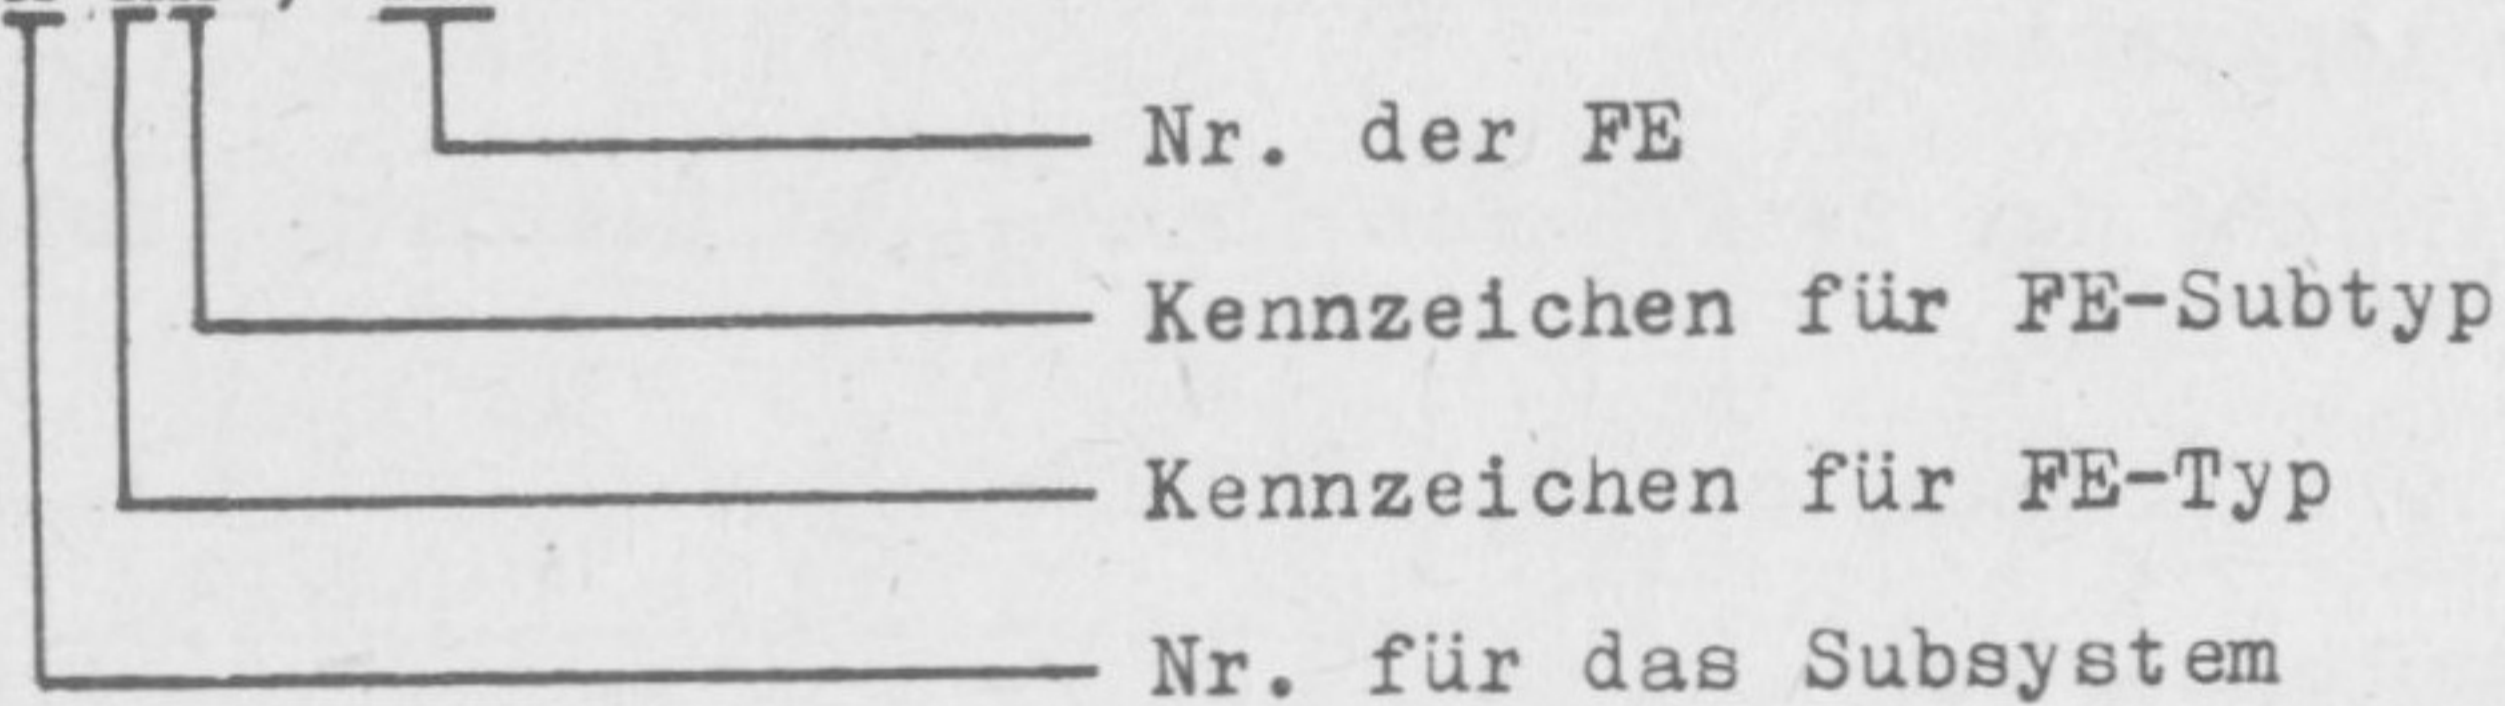 Nr. der FE
Kennzeichen für FE-Subtyp
Kennzeichen für FE-Typ
Nr. für das Subsystem